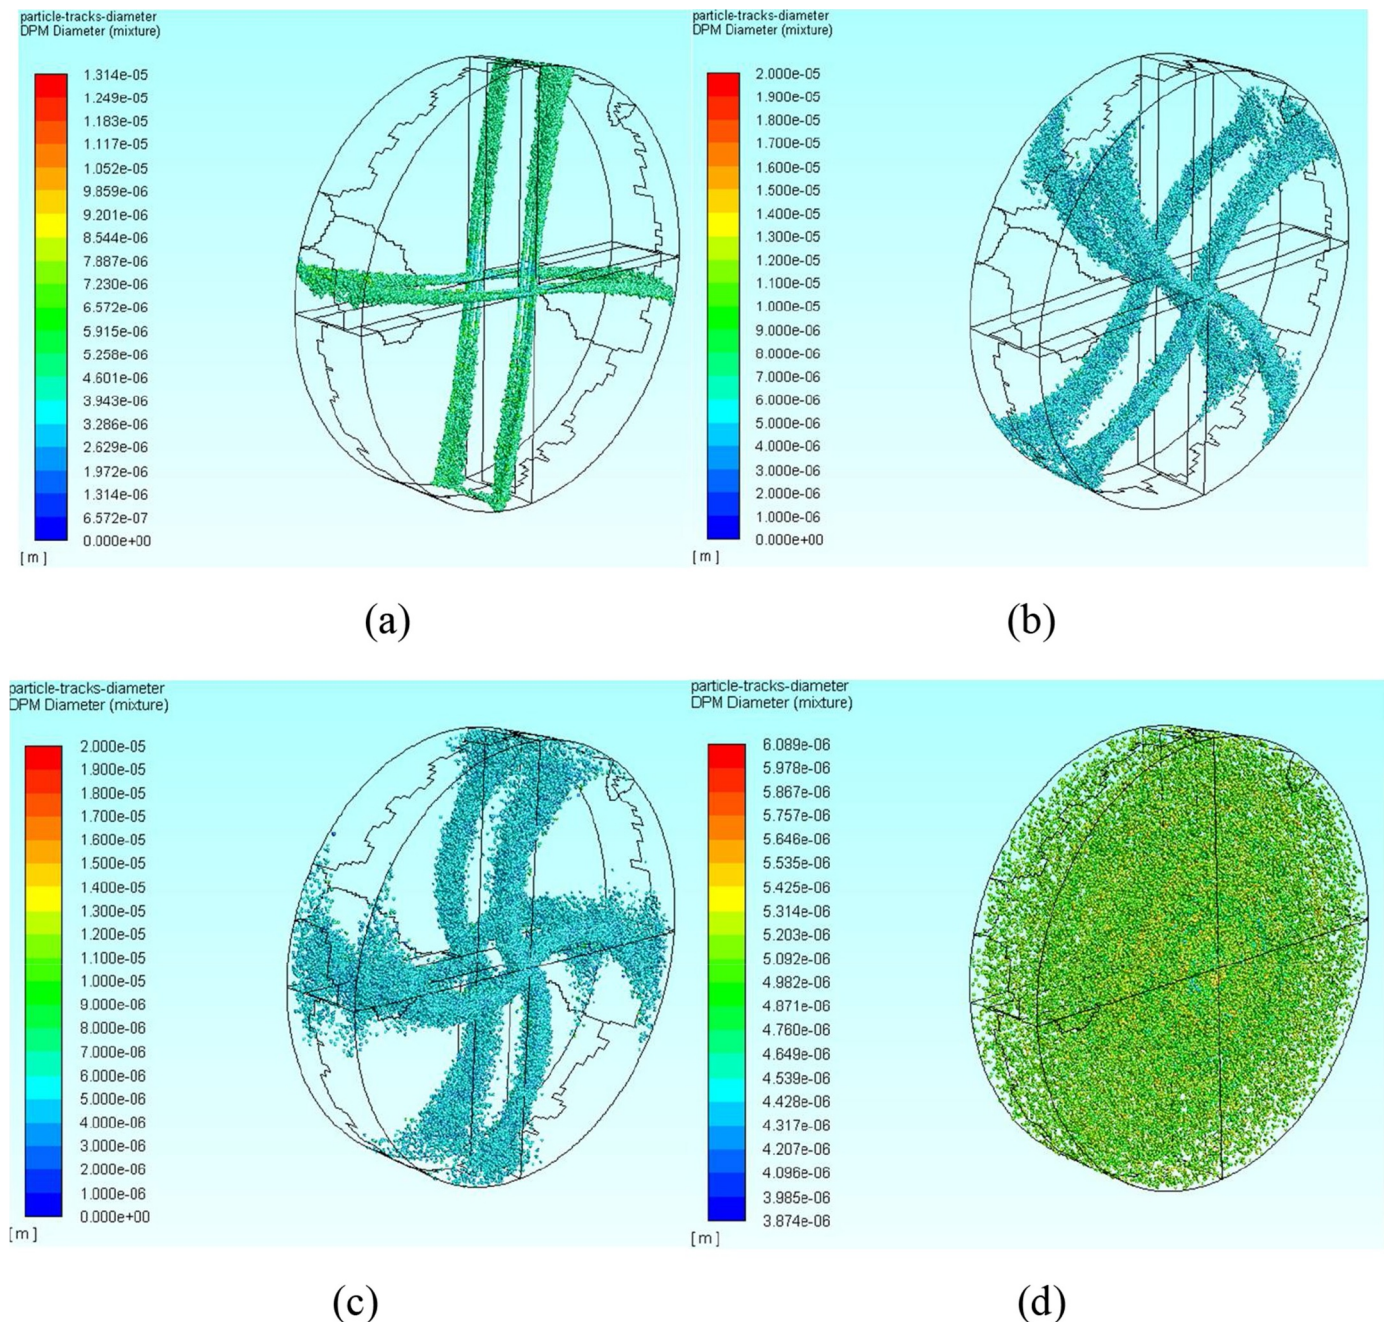 particle-tracks-diameter
DPM Diameter (mixture)
1.314e-05
1.249e-05
1.183e-05
1.117e-05
1.052e-05
9.859e-06
9.201e-06
8.544e-06
7.887e-06
7.230e-06
6.572e-06
5.915e-06
5.258e-06
4.601e-06
3.943e-06
3.286e-06
2.629e-06
1.972e-06
1.314e-06
6.572e-07
0.000e+00
[ m ]
(a)
particle-tracks-diameter
DPM Diameter (mixture)
2.000e-05
1.900e-05
1.800e-05
1.700e-05
1.600e-05
1.500e-05
1.400e-05
1.300e-05
1.200e-05
1.100e-05
1.000e-05
9.000e-06
8.000e-06
7.000e-06
6.000e-06
5.000e-06
4.000e-06
3.000e-06
2.000e-06
1.000e-06
0.000e+00
[ m ]
(b)
particle-tracks-diameter
DPM Diameter (mixture)
2.000e-05
1.900e-05
1.800e-05
1.700e-05
1.600e-05
1.500e-05
1.400e-05
1.300e-05
1.200e-05
1.100e-05
1.000e-05
9.000e-06
8.000e-06
7.000e-06
6.000e-06
5.000e-06
4.000e-06
3.000e-06
2.000e-06
1.000e-06
0.000e+00
[ m ]
(c)
particle-tracks-diameter
DPM Diameter (mixture)
6.089e-06
5.978e-06
5.867e-06
5.757e-06
5.646e-06
5.535e-06
5.425e-06
5.314e-06
5.203e-06
5.092e-06
4.982e-06
4.871e-06
4.760e-06
4.649e-06
4.539e-06
4.428e-06
4.317e-06
4.207e-06
4.096e-06
3.985e-06
3.874e-06
[ m ]
(d)